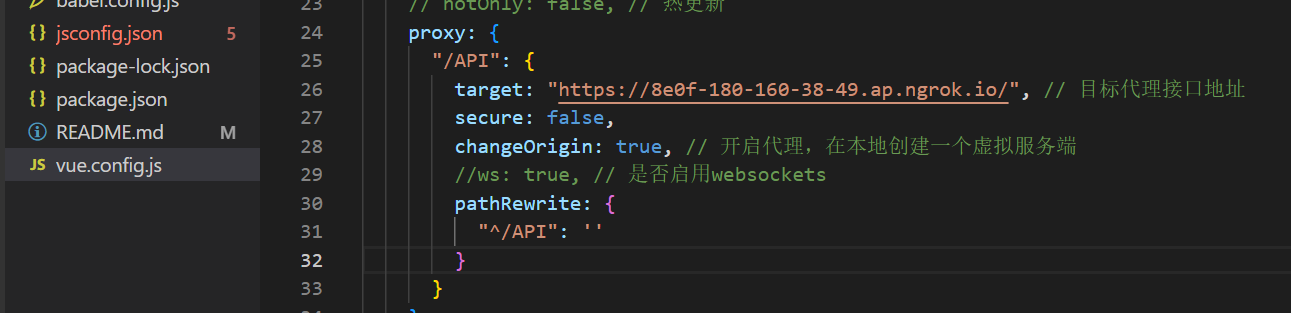 babel.config.js
jsconfig.json 5
package-lock.json
package.json
README.md M
JS vue.config.js
23 // hotOnly: false, // 热更新
24 proxy: {
25 "/API": {
26 target: "https://8e0f-180-160-38-49.ap.ngrok.io/", // 目标代理接口地址
27 secure: false,
28 changeOrigin: true, // 开启代理，在本地创建一个虚拟服务端
29 //ws: true, // 是否启用websockets
30 pathRewrite: {
31 "^/API": ''
32 }
33 }